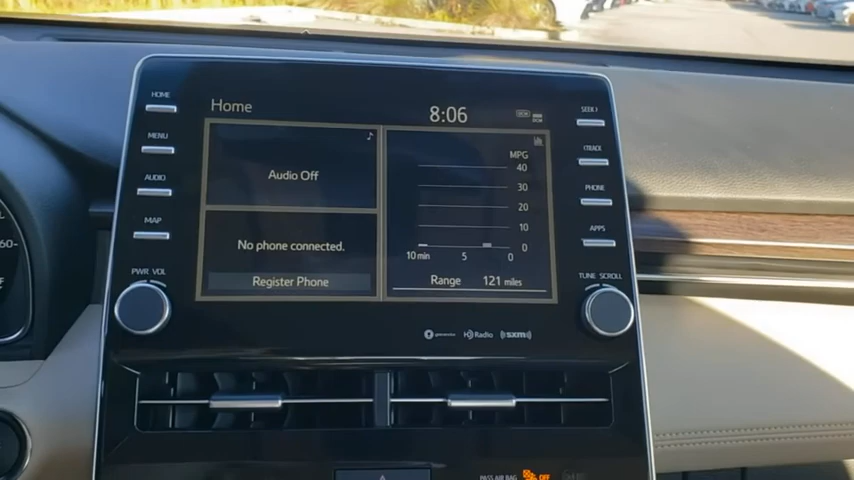 HOME
MENU
AUDIO
MAP
PWR VOL
Home
8:06
Audio Off
No phone connected.
Register Phone
MPG
40
30
20
10
0
10 min 5 0
Range 121 miles
HD Radio
SEEK
TRACK
PHONE
APPS
TUNE SCROLL
60
F
PASS AIR BAG OFF